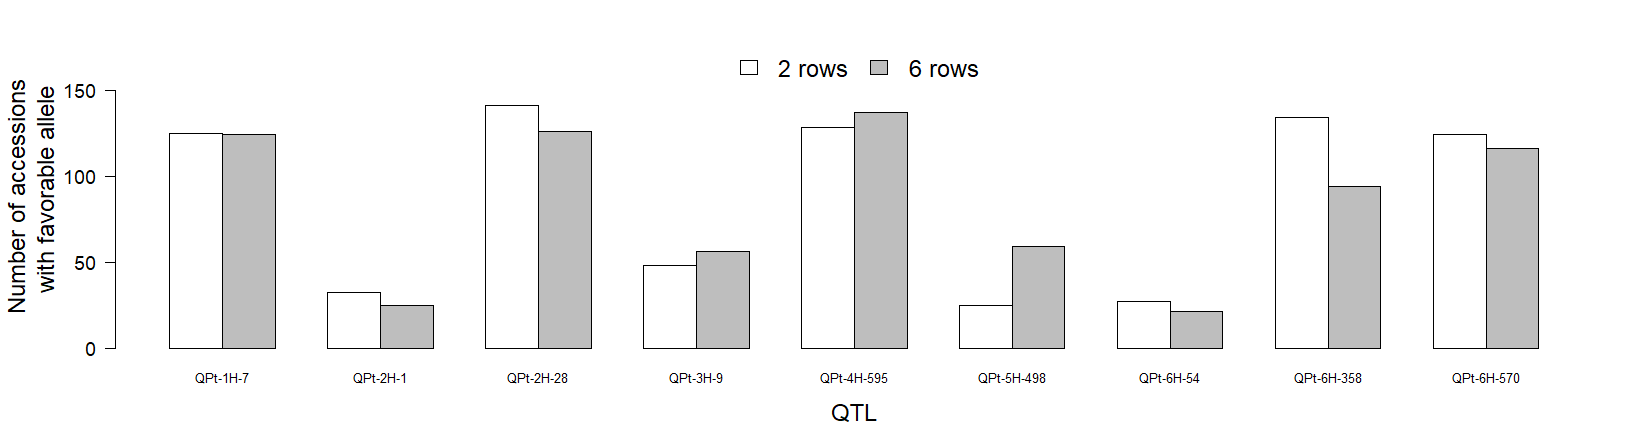 2 rows 6 rows
Number of accessions
with favorable allele
150
100
50
0
QPt-1H-7 QPt-2H-1 QPt-2H-28 QPt-3H-9 QPt-4H-595 QPt-5H-498 QPt-6H-54 QPt-6H-358 QPt-6H-570
QTL